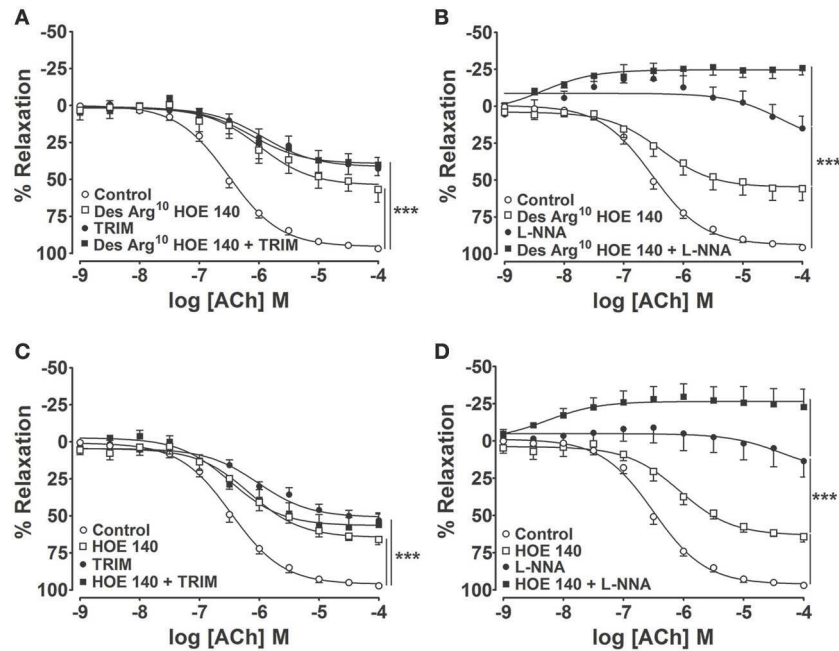 A
-50
-25
0
25
50
75
100
% Relaxation
Control
Des Arg¹⁰ HOE 140
TRIM
Des Arg¹⁰ HOE 140 + TRIM
***
-9 -8 -7 -6 -5 -4
log [ACh] M
B
-50
-25
0
25
50
75
100
% Relaxation
Control
Des Arg¹⁰ HOE 140
L-NNA
Des Arg¹⁰ HOE 140 + L-NNA
***
-9 -8 -7 -6 -5 -4
log [ACh] M
C
-50
-25
0
25
50
75
100
% Relaxation
Control
HOE 140
TRIM
HOE 140 + TRIM
***
-9 -8 -7 -6 -5 -4
log [ACh] M
D
-50
-25
0
25
50
75
100
% Relaxation
Control
HOE 140
L-NNA
HOE 140 + L-NNA
***
-9 -8 -7 -6 -5 -4
log [ACh] M